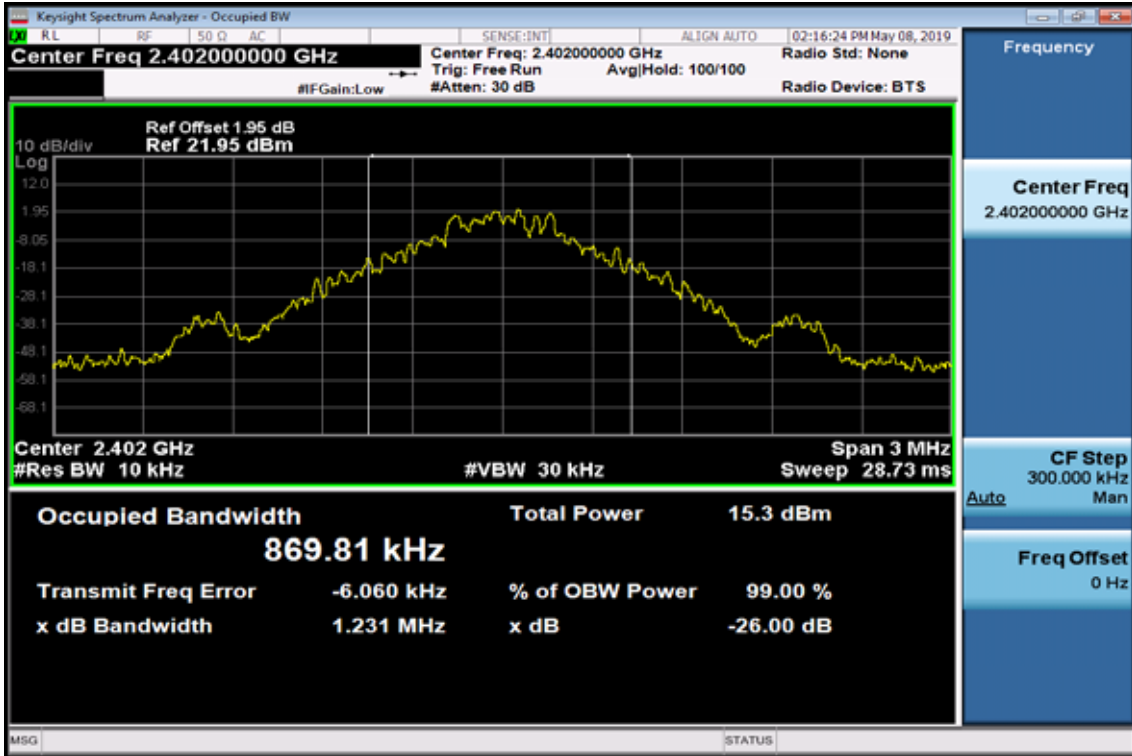 Keysight Spectrum Analyzer - Occupied BW
LXI RL RF 50 Ω AC SENSE:INT ALIGN AUTO 02:16:24 PM May 08, 2019
Center Freq 2.402000000 GHz
Center Freq: 2.402000000 GHz
Radio Std: None
Trig: Free Run Avg|Hold: 100/100
#IFGain:Low
#Atten: 30 dB
Radio Device: BTS
Frequency
Ref Offset 1.95 dB
10 dB/div Ref 21.95 dBm
Log
12.0
1.95
-8.05
-18.1
-28.1
-38.1
-48.1
-58.1
-68.1
Center 2.402 GHz
Span 3 MHz
#Res BW 10 kHz
#VBW 30 kHz
Sweep 28.73 ms
Occupied Bandwidth
Total Power 15.3 dBm
869.81 kHz
Transmit Freq Error -6.060 kHz
% of OBW Power 99.00 %
x dB Bandwidth 1.231 MHz
x dB -26.00 dB
Center Freq
2.402000000 GHz
CF Step
300.000 kHz
Auto Man
Freq Offset
0 Hz
MSG
STATUS